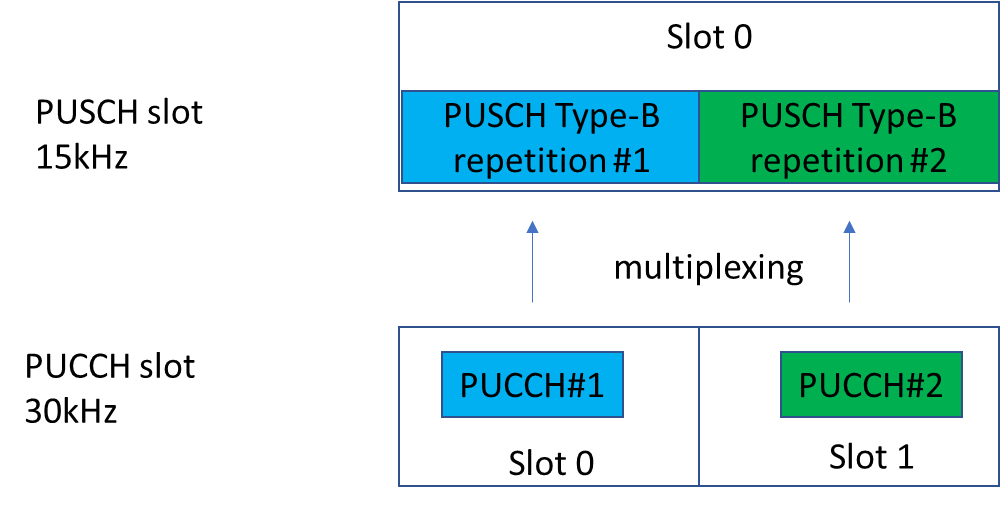 Slot 0
PUSCH slot
15kHz
PUSCH Type-B
repetition #1
PUSCH Type-B
repetition #2
multiplexing
PUCCH slot
30kHz
PUCCH#1
PUCCH#2
Slot 0
Slot 1